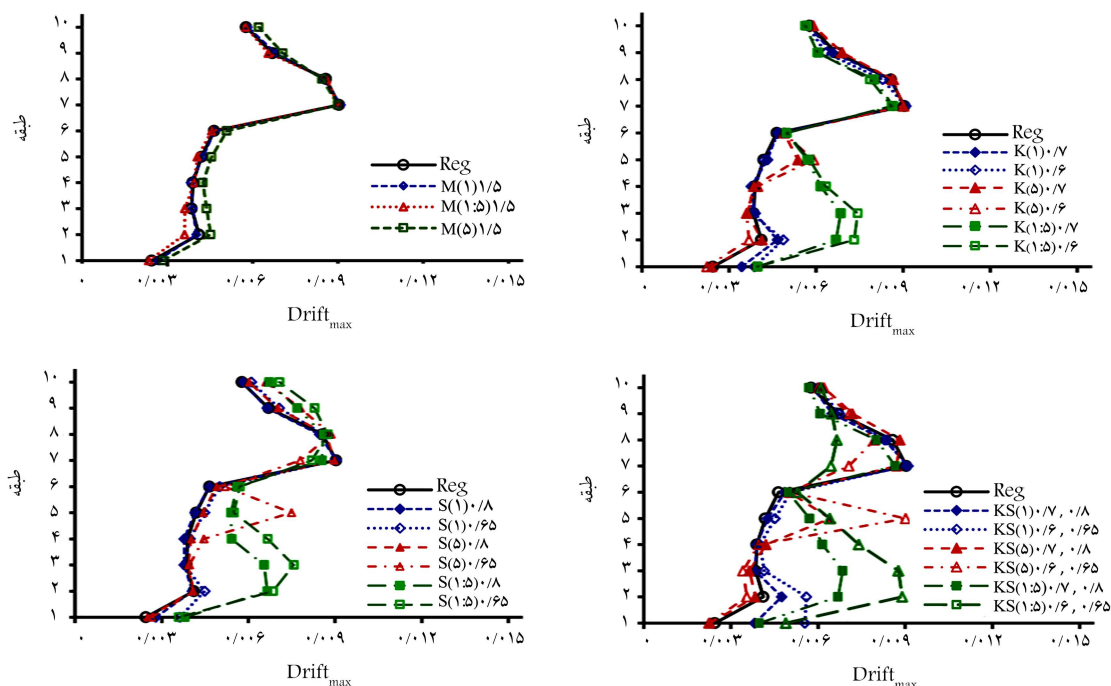 ۱۰
۹
۸
۷
۶
۵
۴
۳
۲
۱
طبقه
۰
۰/۰۰۳
۰/۰۰۶
۰/۰۰۹
۰/۰۱۲
۰/۰۱۵
Drift max
Reg
M(۱)۱/۵
M(۱:۵)۱/۵
M(۵)۱/۵
۱۰
۹
۸
۷
۶
۵
۴
۳
۲
۱
طبقه
۰
۰/۰۰۳
۰/۰۰۶
۰/۰۰۹
۰/۰۱۲
۰/۰۱۵
Drift max
Reg
K(۱)۰/۷
K(۱)۰/۶
K(۵)۰/۷
K(۵)۰/۶
K(۱:۵)۰/۷
K(۱:۵)۰/۶
۱۰
۹
۸
۷
۶
۵
۴
۳
۲
۱
طبقه
۰
۰/۰۰۳
۰/۰۰۶
۰/۰۰۹
۰/۰۱۲
۰/۰۱۵
Drift max
Reg
S(۱)۰/۸
S(۱)۰/۶۵
S(۵)۰/۸
S(۵)۰/۶۵
S(۱:۵)۰/۸
S(۱:۵)۰/۶۵
۱۰
۹
۸
۷
۶
۵
۴
۳
۲
۱
طبقه
۰
۰/۰۰۳
۰/۰۰۶
۰/۰۰۹
۰/۰۱۲
۰/۰۱۵
Drift max
Reg
KS(۱)۰/۷, ۰/۸
KS(۱)۰/۶, ۰/۶۵
KS(۵)۰/۷, ۰/۸
KS(۵)۰/۶, ۰/۶۵
KS(۱:۵)۰/۷, ۰/۸
KS(۱:۵)۰/۶, ۰/۶۵